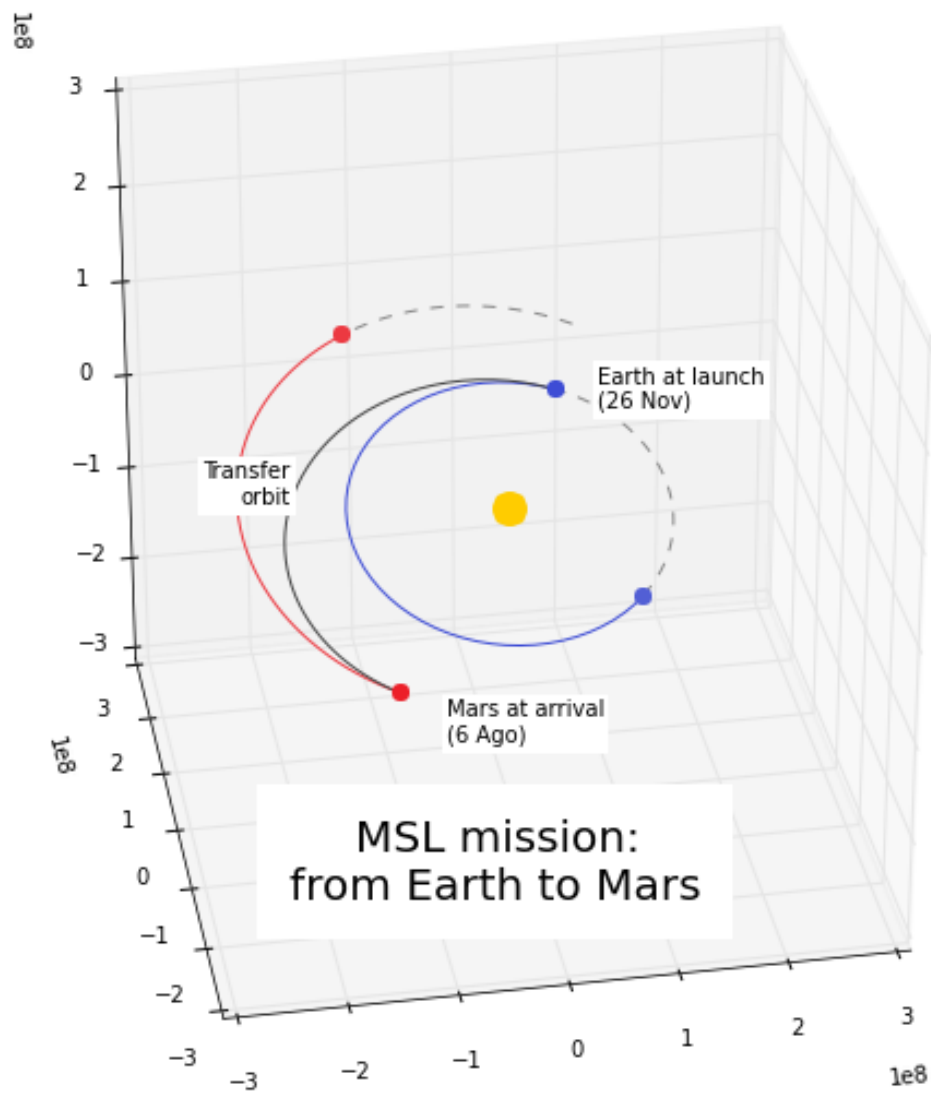 1e8
3
2
1
0
−1
−2
−3
Earth at launch
(26 Nov)
Transfer
orbit
Mars at arrival
(6 Ago)
1e8
3
2
1
0
−1
−2
−3
MSL mission:
from Earth to Mars
−3
−2
−1
0
1
2
3
1e8